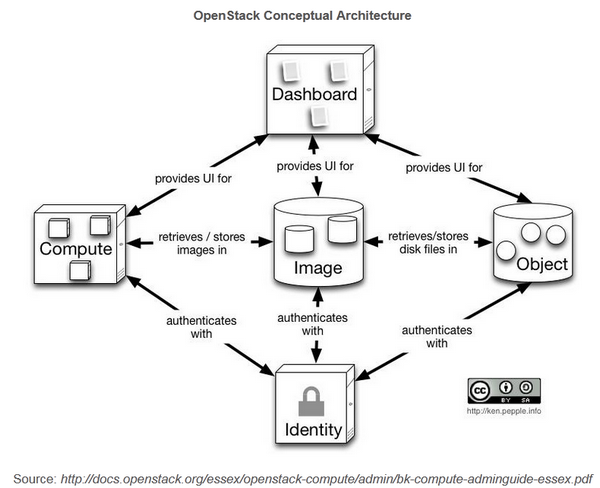 OpenStack Conceptual Architecture
Dashboard
provides UI for
provides UI for
provides UI for
Compute
retrieves / stores
images in
Image
retrieves/stores
disk files in
Object
authenticates
with
authenticates
with
authenticates
with
Identity
cc
BY SA
http://ken.pepple.info
Source: http://docs.openstack.org/essex/openstack-compute/admin/bk-compute-adminguide-essex.pdf